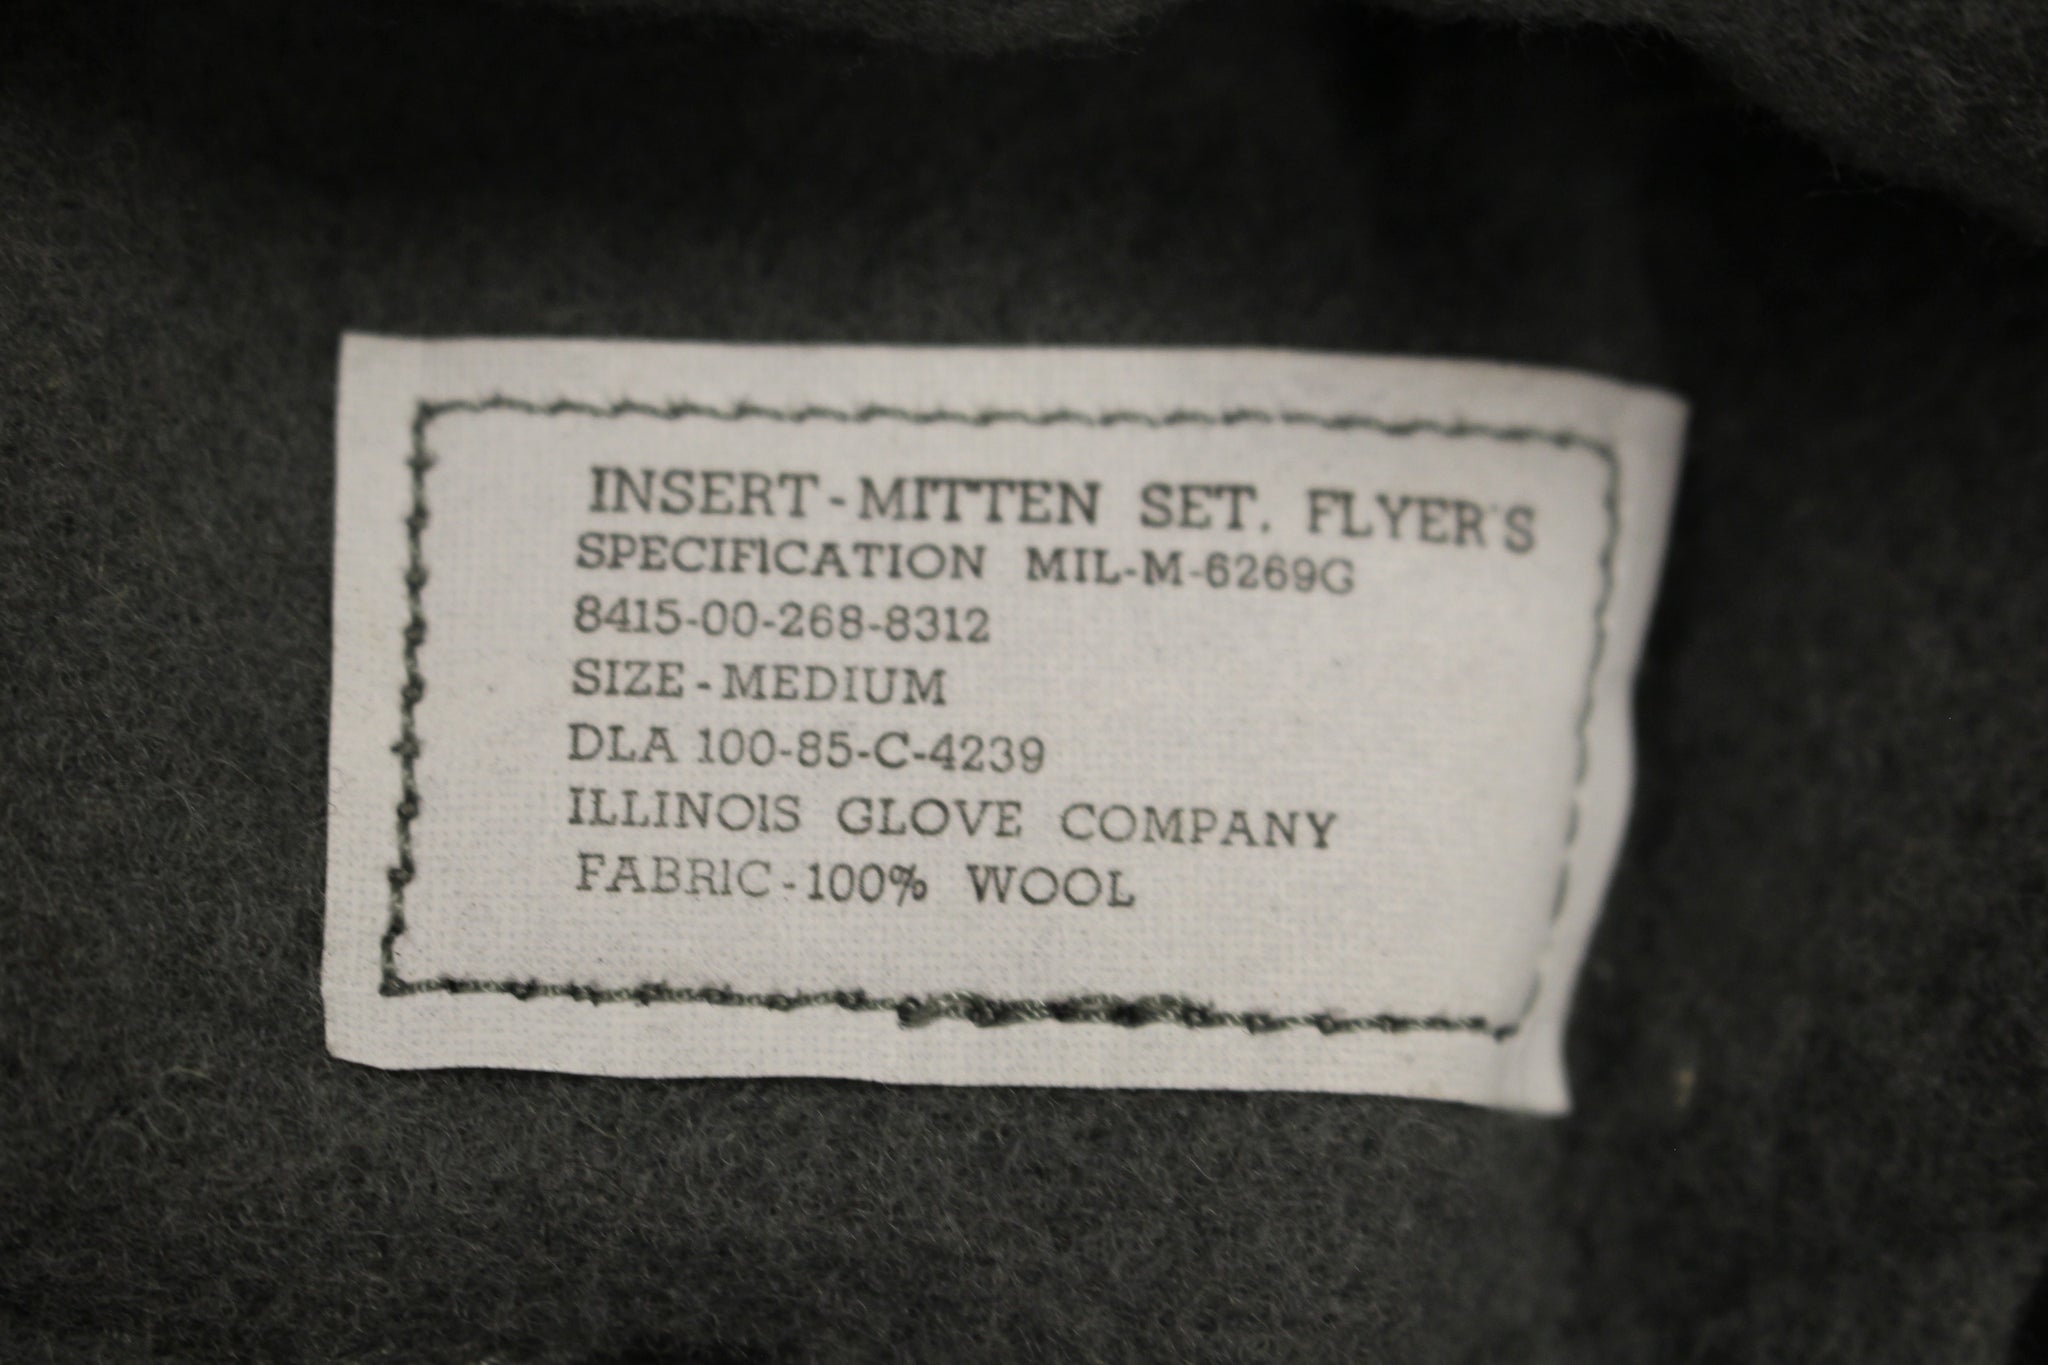 INSERT-MITTEN SET. FLYER'S
SPECIFICATION MIL-M-6269G
8415-00-268-8312
SIZE-MEDIUM
DLA 100-85-C-4239
ILLINOIS GLOVE COMPANY
FABRIC-100% WOOL